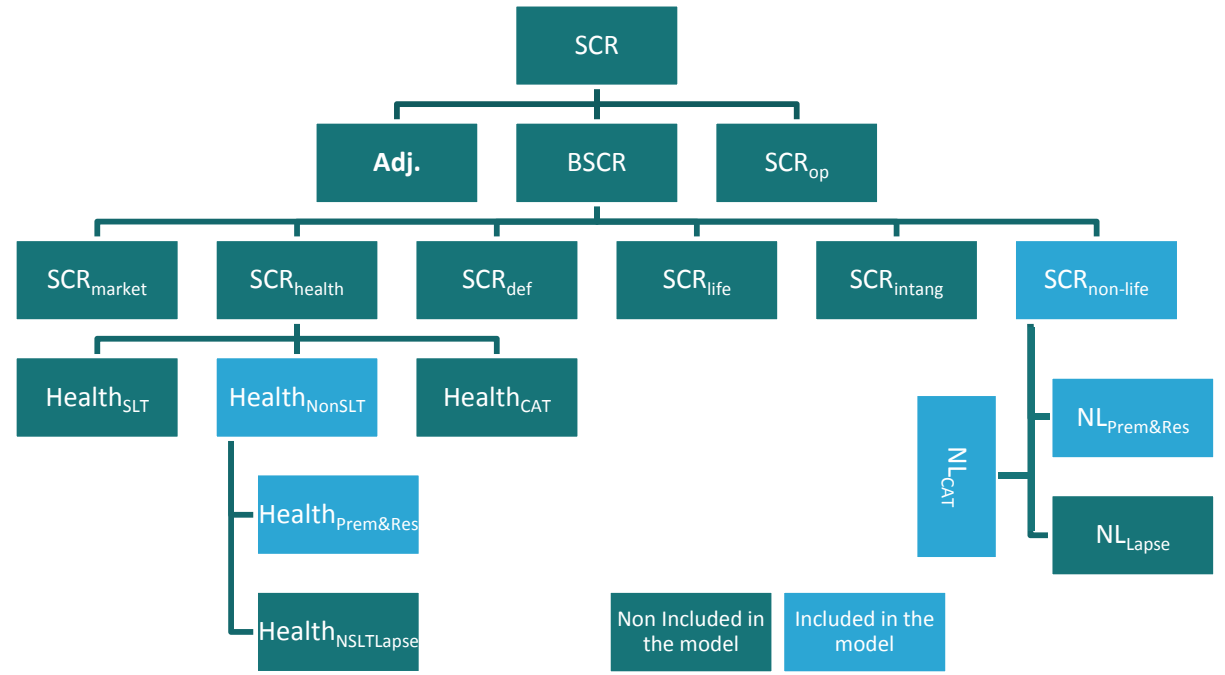 SCR
Adj.
BSCR
SCRop
SCRmarket
SCRhealth
SCRdef
SCRlife
SCRintang
SCRnon-life
HealthSLT
HealthNonSLT
HealthCAT
NLCAT
NLPrem&Res
HealthPrem&Res
NLLapse
HealthNSLTLapse
Non Included in
the model
Included in the
model